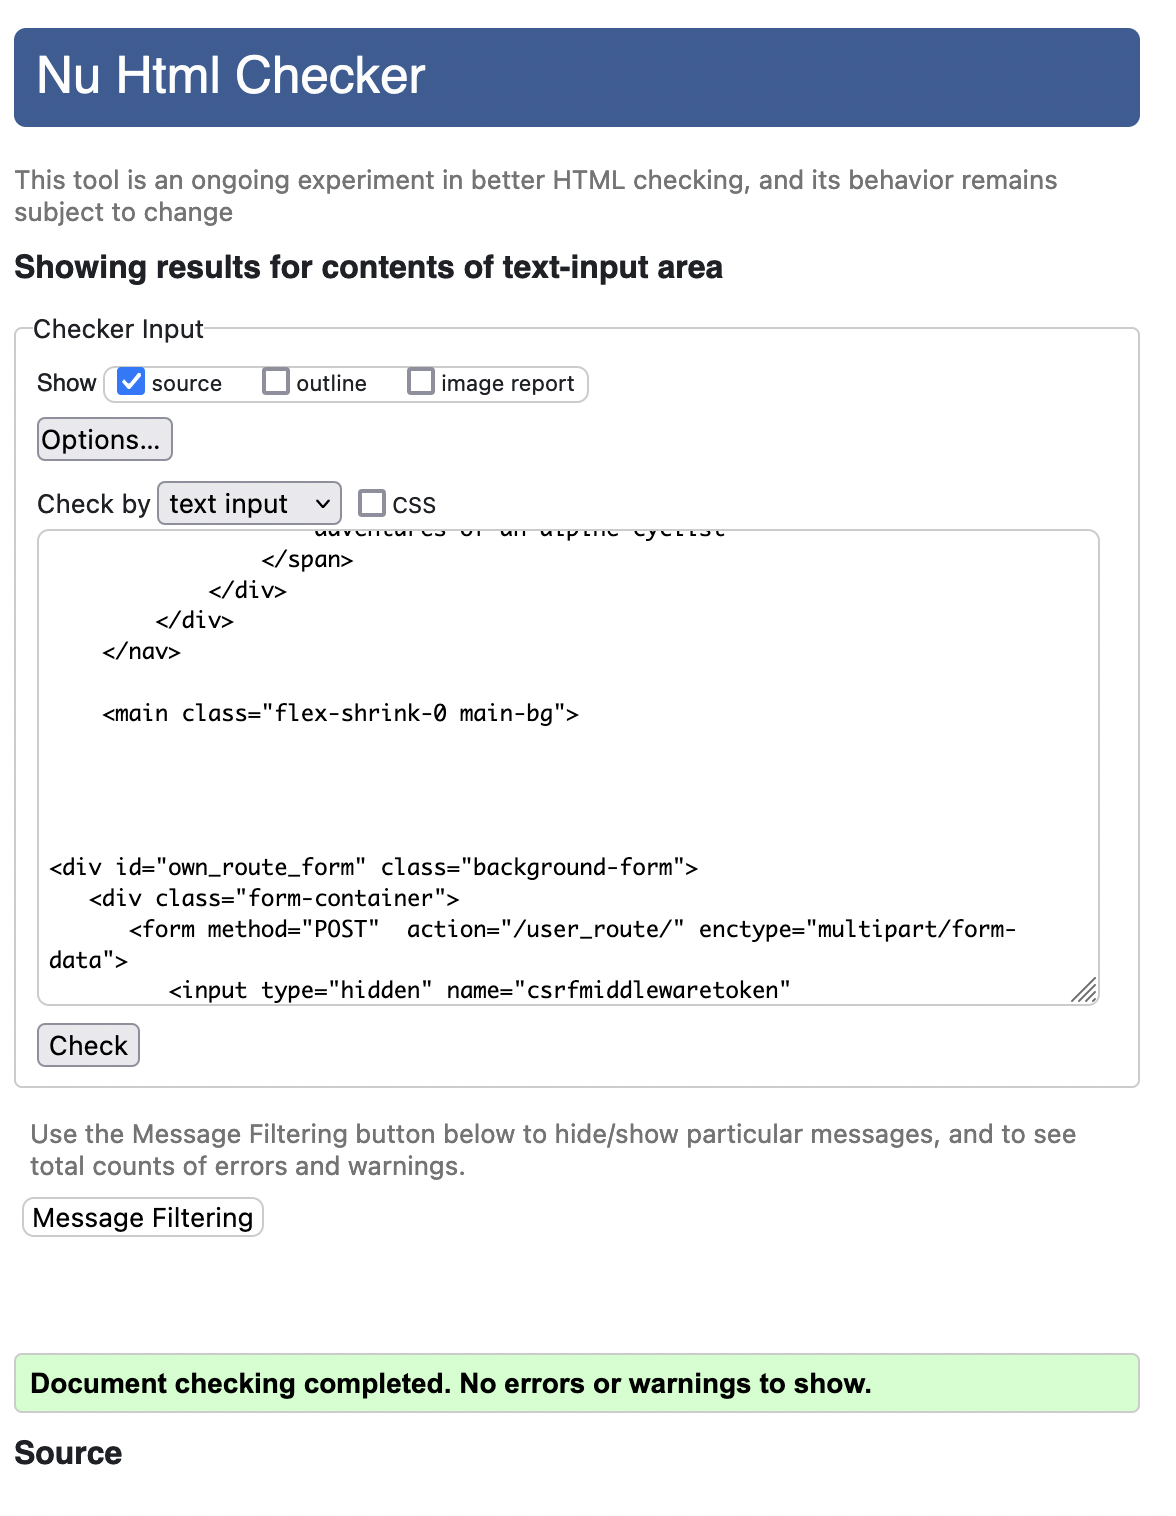 Nu Html Checker
This tool is an ongoing experiment in better HTML checking, and its behavior remains
subject to change
Showing results for contents of text-input area
Checker Input
Show source outline image report
Options...
Check by text input CSS
adventures of an alpine cyclist
</span>
</div>
</div>
</nav>
<main class="flex-shrink-0 main-bg">
<div id="own_route_form" class="background-form">
<div class="form-container">
<form method="POST"  action="/user_route/" enctype="multipart/form-
data">
<input type="hidden" name="csrfmiddlewaretoken"
Check
Use the Message Filtering button below to hide/show particular messages, and to see
total counts of errors and warnings.
Message Filtering
Document checking completed. No errors or warnings to show.
Source